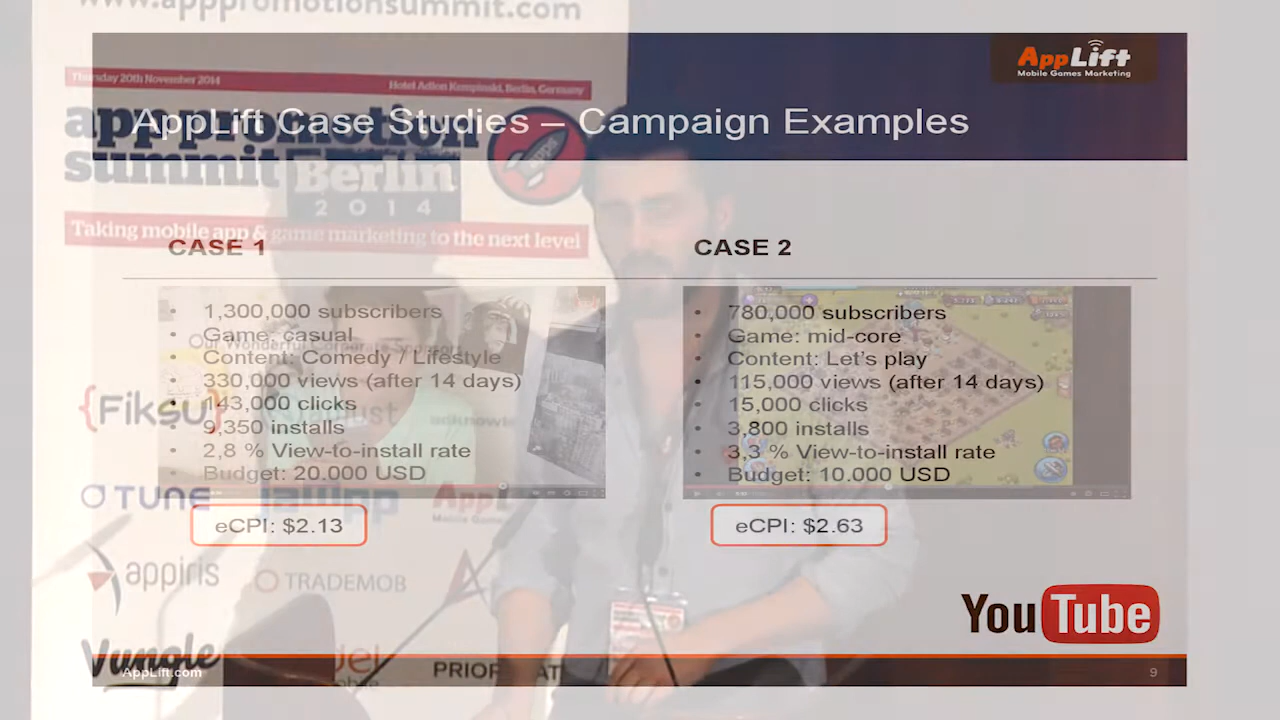 www.apppromotionsummit.com
AppLift
Mobile Games Marketing
Thursday 20th November 2014
Hotel Adlon Kempinski, Berlin, Germany
app promotion
summit Berlin
2014
apps
AppLift Case Studies – Campaign Examples
Taking mobile app & game marketing to the next level
CASE 1
CASE 2
• 1,300,000 subscribers
• Game: casual
• Content: Comedy / Lifestyle
• 330,000 views (after 14 days)
• 143,000 clicks
• 9,350 installs
• 2,8 % View-to-install rate
• Budget: 20.000 USD
• 780,000 subscribers
• Game: mid-core
• Content: Let's play
• 115,000 views (after 14 days)
• 15,000 clicks
• 3,800 installs
• 3,3 % View-to-install rate
• Budget: 10.000 USD
{Fiksu}
TUNE
eCPI: $2.13
eCPI: $2.63
appiris
TRADEMOB
YouTube
Vungle
AppLift.com
9